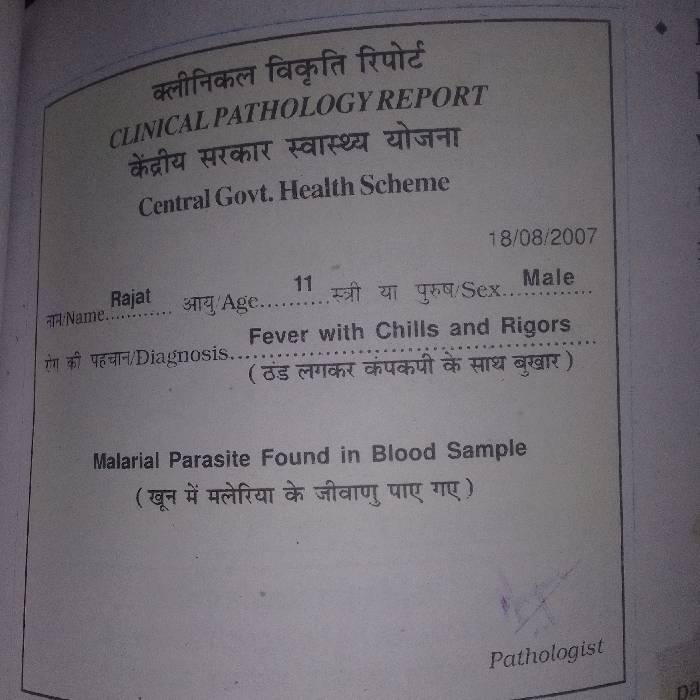 क्लीनिकल विकृति रिपोर्ट
CLINICAL PATHOLOGY REPORT
केंद्रीय सरकार स्वास्थ्य योजना
Central Govt. Health Scheme
18/08/2007
नाम/Name............ Rajat आयु/Age.......... 11 स्त्री या पुरुष/Sex.............. Male
रोग की पहचान/Diagnosis.. Fever with Chills and Rigors
(ठंड लगकर कंपकपी के साथ बुखार)
Malarial Parasite Found in Blood Sample
(खून में मलेरिया के जीवाणु पाए गए)
Pathologist